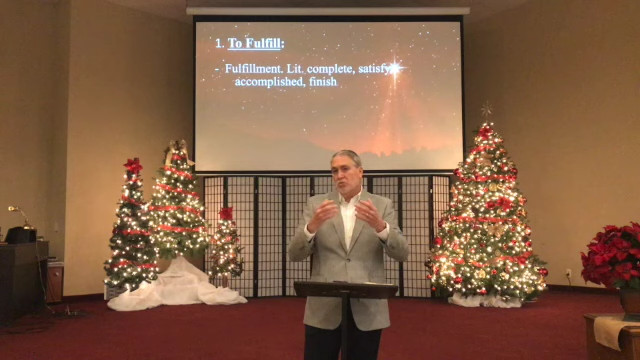 1. To Fulfill:
- Fulfillment. Lit. complete, satisfy,
accomplished, finish